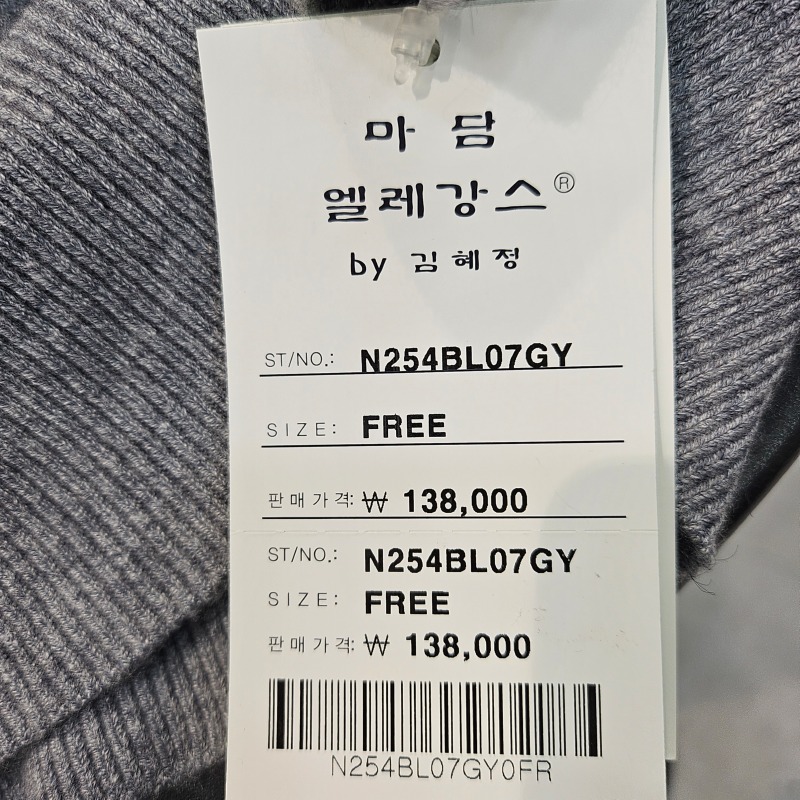 마 담
엘레강스®
by 김혜정
ST/NO.: N254BL07GY
SIZE: FREE
판매가격: ₩ 138,000
ST/NO.: N254BL07GY
SIZE: FREE
판매가격: ₩ 138,000
N254BL07GY0FR